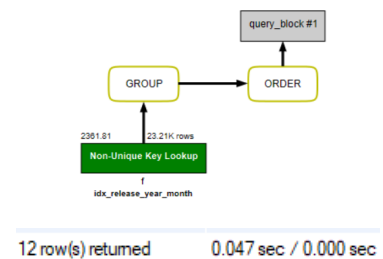 query_block #1
GROUP
ORDER
2361.81 23.21K rows
Non-Unique Key Lookup
f
idx_release_year_month
12 row(s) returned 0.047 sec / 0.000 sec